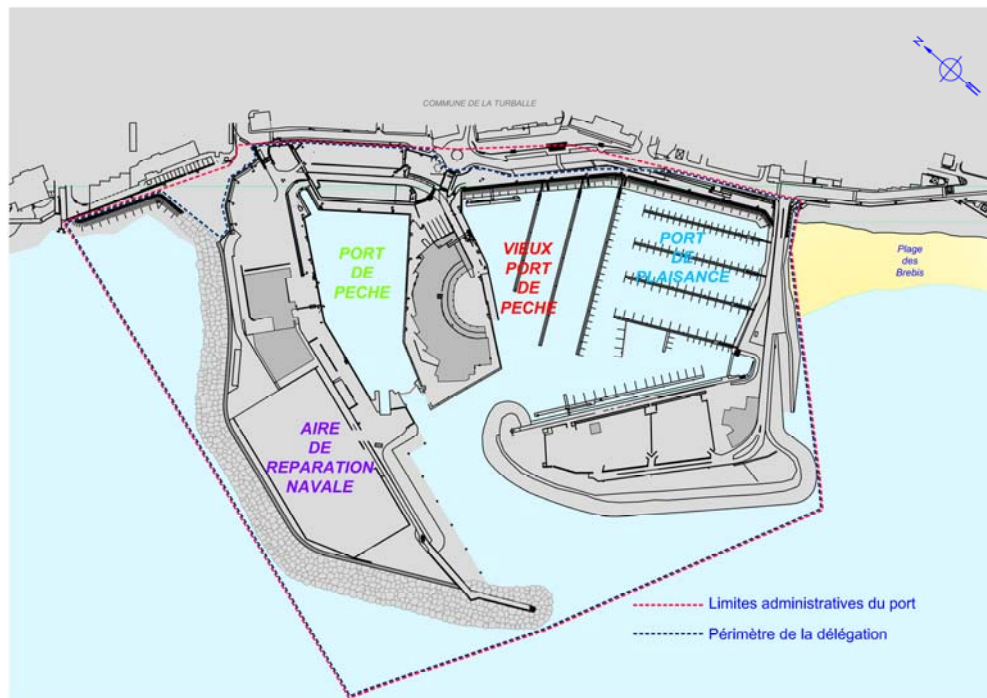 N
COMMUNE DE LA TURBALLE
PORT
DE
PECHE
VIEUX
PORT
DE
PECHE
PORT
DE
PLAISANCE
Plage
des
Brebis
AIRE
DE
REPARATION
NAVALE
Limites administratives du port
Périmètre de la délégation